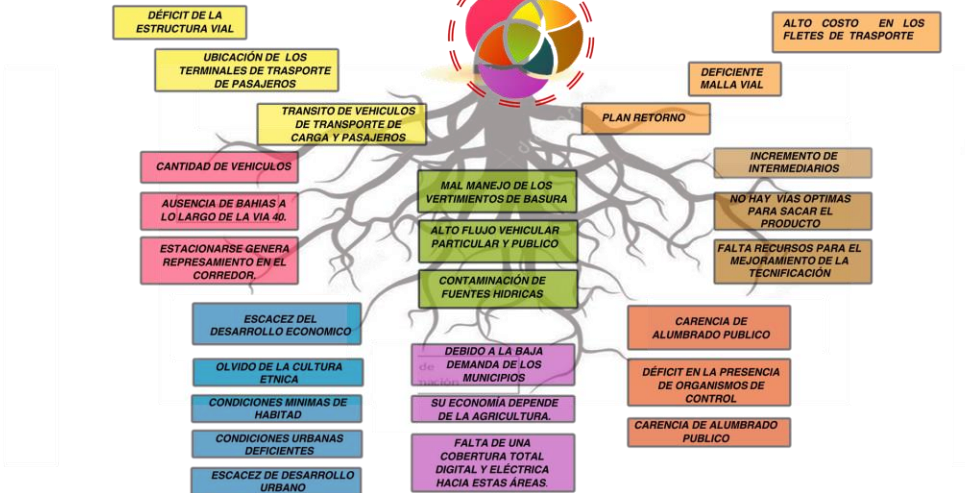 DÉFICIT DE LA
ESTRUCTURA VIAL
UBICACIÓN DE LOS
TERMINALES DE TRASPORTE
DE PASAJEROS
TRANSITO DE VEHICULOS
DE TRANSPORTE DE
CARGA Y PASAJEROS
ALTO COSTO EN LOS
FLETES DE TRASPORTE
DEFICIENTE
MALLA VIAL
PLAN RETORNO
CANTIDAD DE VEHICULOS
AUSENCIA DE BAHIAS A
LO LARGO DE LA VIA 40.
ESTACIONARSE GENERA
REPRESAMIENTO EN EL
CORREDOR.
MAL MANEJO DE LOS
VERTIMIENTOS DE BASURA
ALTO FLUJO VEHICULAR
PARTICULAR Y PUBLICO
CONTAMINACIÓN DE
FUENTES HIDRICAS
INCREMENTO DE
INTERMEDIARIOS
NO HAY VÍAS OPTIMAS
PARA SACAR EL
PRODUCTO
FALTA RECURSOS PARA EL
MEJORAMIENTO DE LA
TECNIFICACIÓN
ESCACEZ DEL
DESARROLLO ECONOMICO
OLVIDO DE LA CULTURA
ETNICA
CONDICIONES MINIMAS DE
HABITAD
CONDICIONES URBANAS
DEFICIENTES
ESCACEZ DE DESARROLLO
URBANO
DEBIDO A LA BAJA
DEMANDA DE LOS
MUNICIPIOS
SU ECONOMÍA DEPENDE
DE LA AGRICULTURA.
FALTA DE UNA
COBERTURA TOTAL
DIGITAL Y ELÉCTRICA
HACIA ESTAS ÁREAS.
CARENCIA DE
ALUMBRADO PUBLICO
DÉFICIT EN LA PRESENCIA
DE ORGANISMOS DE
CONTROL
CARENCIA DE ALUMBRADO
PUBLICO